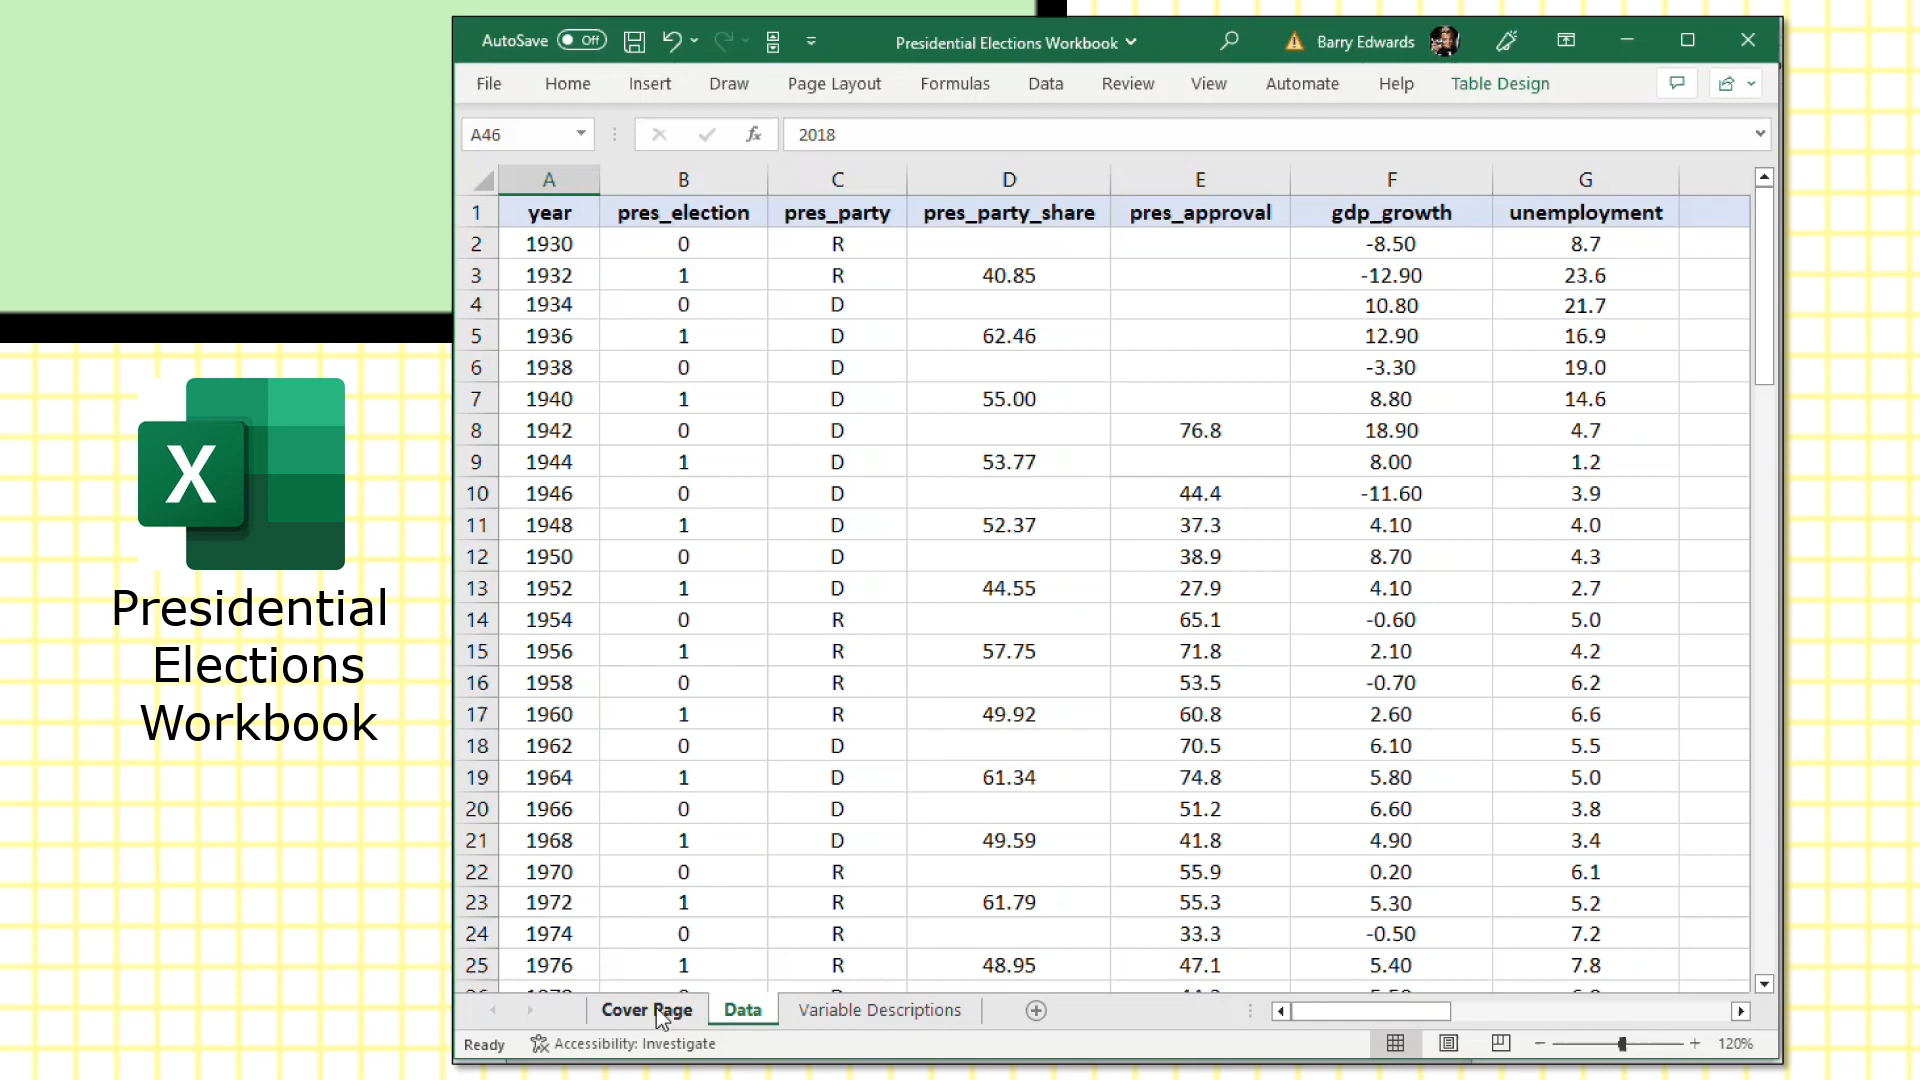 AutoSave Off Presidential Elections Workbook Barry Edwards
File Home Insert Draw Page Layout Formulas Data Review View Automate Help Table Design
A46 fx 2018
A B C D E F G
1 year pres_election pres_party pres_party_share pres_approval gdp_growth unemployment
2 1930 0 R -8.50 8.7
3 1932 1 R 40.85 -12.90 23.6
4 1934 0 D 10.80 21.7
5 1936 1 D 62.46 12.90 16.9
6 1938 0 D -3.30 19.0
7 1940 1 D 55.00 8.80 14.6
8 1942 0 D 76.8 18.90 4.7
9 1944 1 D 53.77 8.00 1.2
10 1946 0 D 44.4 -11.60 3.9
11 1948 1 D 52.37 37.3 4.10 4.0
12 1950 0 D 38.9 8.70 4.3
13 1952 1 D 44.55 27.9 4.10 2.7
14 1954 0 R 65.1 -0.60 5.0
15 1956 1 R 57.75 71.8 2.10 4.2
16 1958 0 R 53.5 -0.70 6.2
17 1960 1 R 49.92 60.8 2.60 6.6
18 1962 0 D 70.5 6.10 5.5
19 1964 1 D 61.34 74.8 5.80 5.0
20 1966 0 D 51.2 6.60 3.8
21 1968 1 D 49.59 41.8 4.90 3.4
22 1970 0 R 55.9 0.20 6.1
23 1972 1 R 61.79 55.3 5.30 5.2
24 1974 0 R 33.3 -0.50 7.2
25 1976 1 R 48.95 47.1 5.40 7.8
Cover Page Data Variable Descriptions
Ready Accessibility: Investigate 120%
X
Presidential
Elections
Workbook